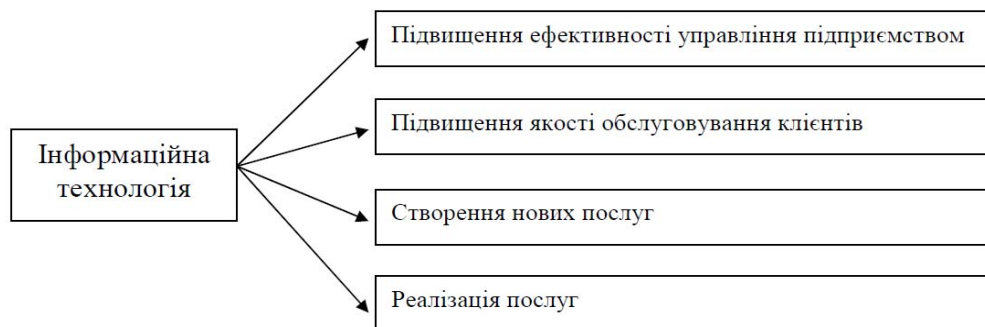 Підвищення ефективності управління підприємством
Підвищення якості обслуговування клієнтів
Інформаційна
технологія
Створення нових послуг
Реалізація послуг